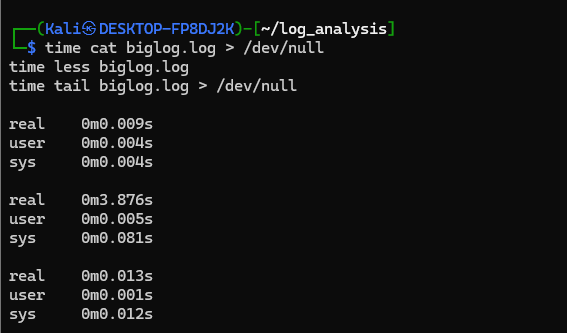 ┌──(Kali㉿DESKTOP-FP8DJ2K)-[~/log_analysis]
└─$ time cat biglog.log > /dev/null
time less biglog.log
time tail biglog.log > /dev/null
real    0m0.009s
user    0m0.004s
sys     0m0.004s
real    0m3.876s
user    0m0.005s
sys     0m0.081s
real    0m0.013s
user    0m0.001s
sys     0m0.012s